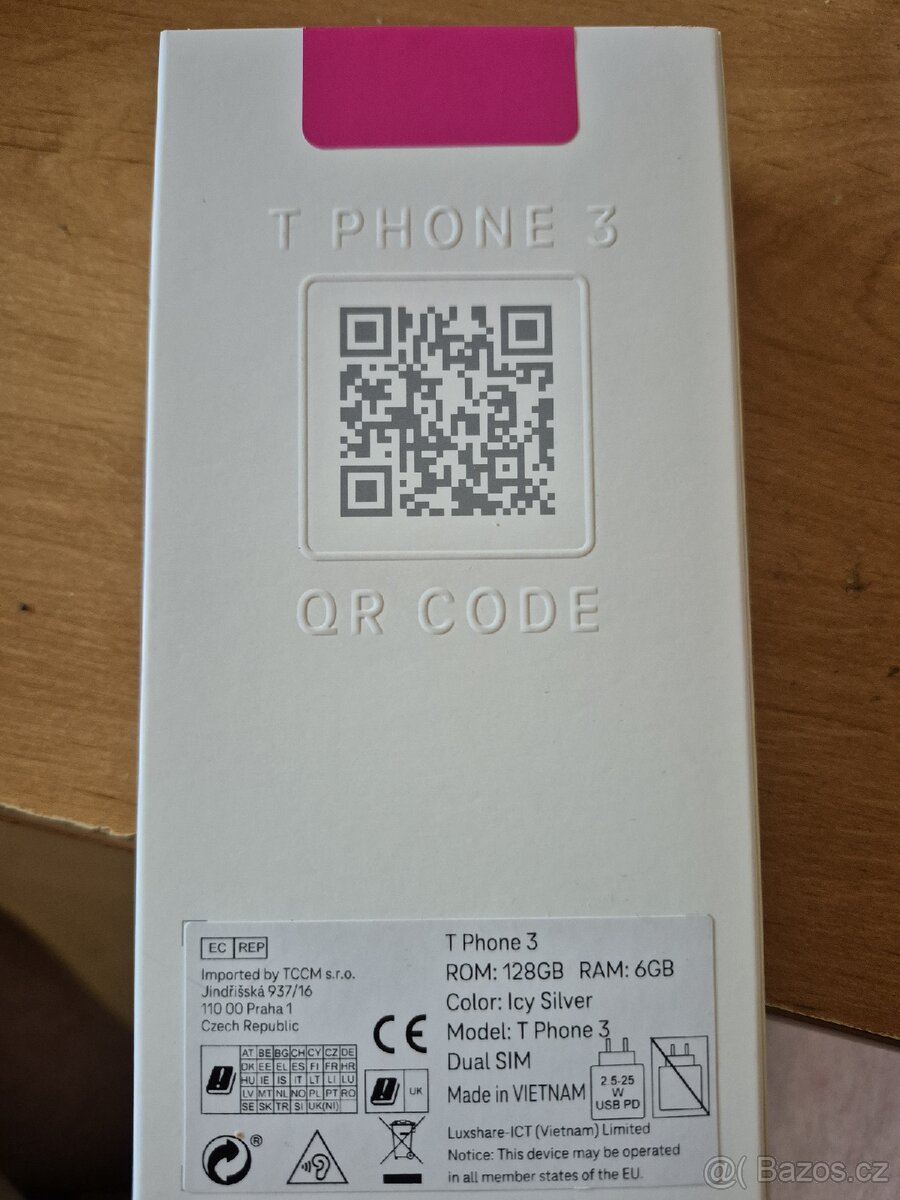 T PHONE 3
QR CODE
EC REP
Imported by TCCM s.r.o.
Jindřišská 937/16
110 00 Praha 1
Czech Republic
CE
AT BE BG CH CY CZ DE
DK EE EL ES FI FR HR
HU IE IS IT LT LI LU
LV MT NL NO PL PT RO
SE SK TR SI UK(NI)
UK
T Phone 3
ROM: 128GB RAM: 6GB
Color: Icy Silver
Model: T Phone 3
Dual SIM
Made in VIETNAM
2.5-25
W
USB PD
Luxshare-ICT (Vietnam) Limited
Notice: This device may be operated
in all member states of the EU.
®
@( Bazos.cz